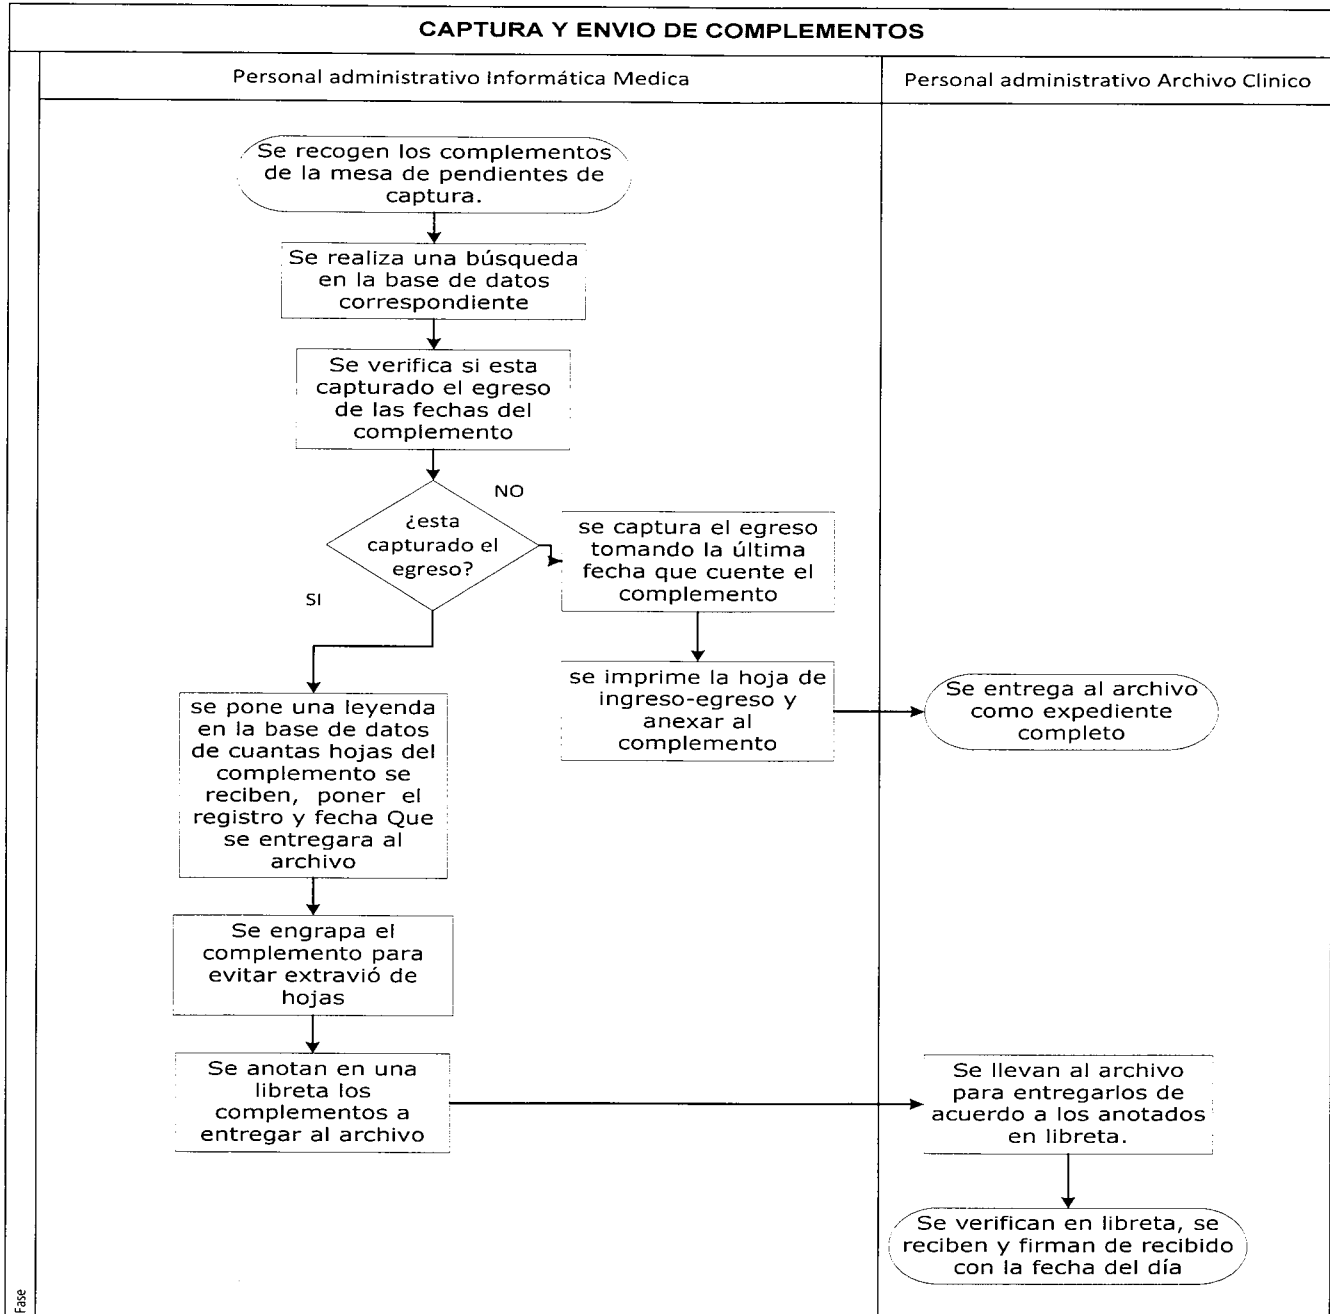 CAPTURA Y ENVIO DE COMPLEMENTOS
Personal administrativo Informática Medica
Personal administrativo Archivo Clinico
Se recogen los complementos
de la mesa de pendientes de
captura.
Se realiza una búsqueda
en la base de datos
correspondiente
Se verifica si esta
capturado el egreso
de las fechas del
complemento
¿esta
capturado el
egreso?
NO
se captura el egreso
tomando la última
fecha que cuente el
complemento
SI
se imprime la hoja de
ingreso-egreso y
anexar al
complemento
Se entrega al archivo
como expediente
completo
se pone una leyenda
en la base de datos
de cuantas hojas del
complemento se
reciben, poner el
registro y fecha Que
se entregara al
archivo
Se engrapa el
complemento para
evitar extravió de
hojas
Se anotan en una
libreta los
complementos a
entregar al archivo
Se llevan al archivo
para entregarlos de
acuerdo a los anotados
en libreta.
Se verifican en libreta, se
reciben y firman de recibido
con la fecha del día
Fase